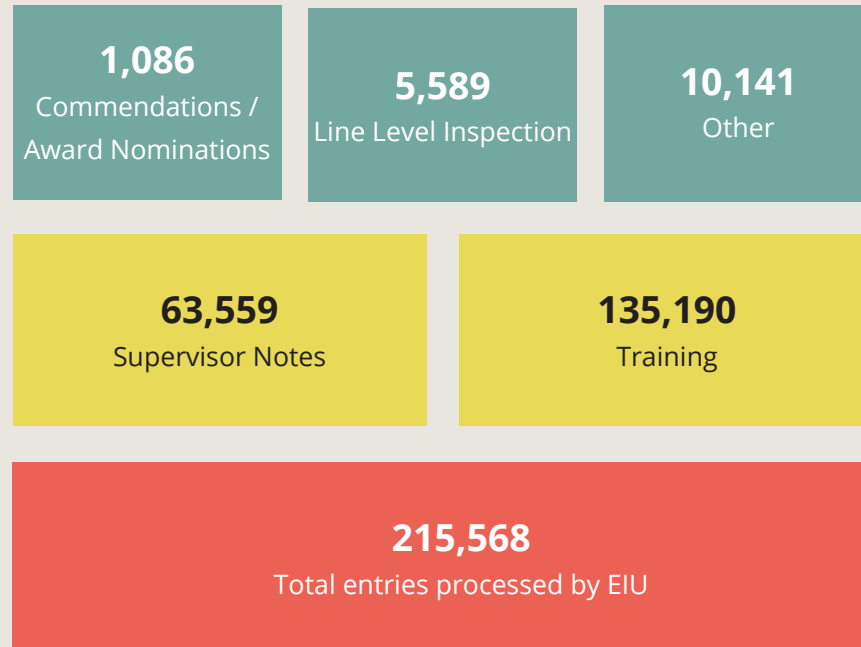 1,086
Commendations /
Award Nominations
5,589
Line Level Inspection
10,141
Other
63,559
Supervisor Notes
135,190
Training
215,568
Total entries processed by EIU